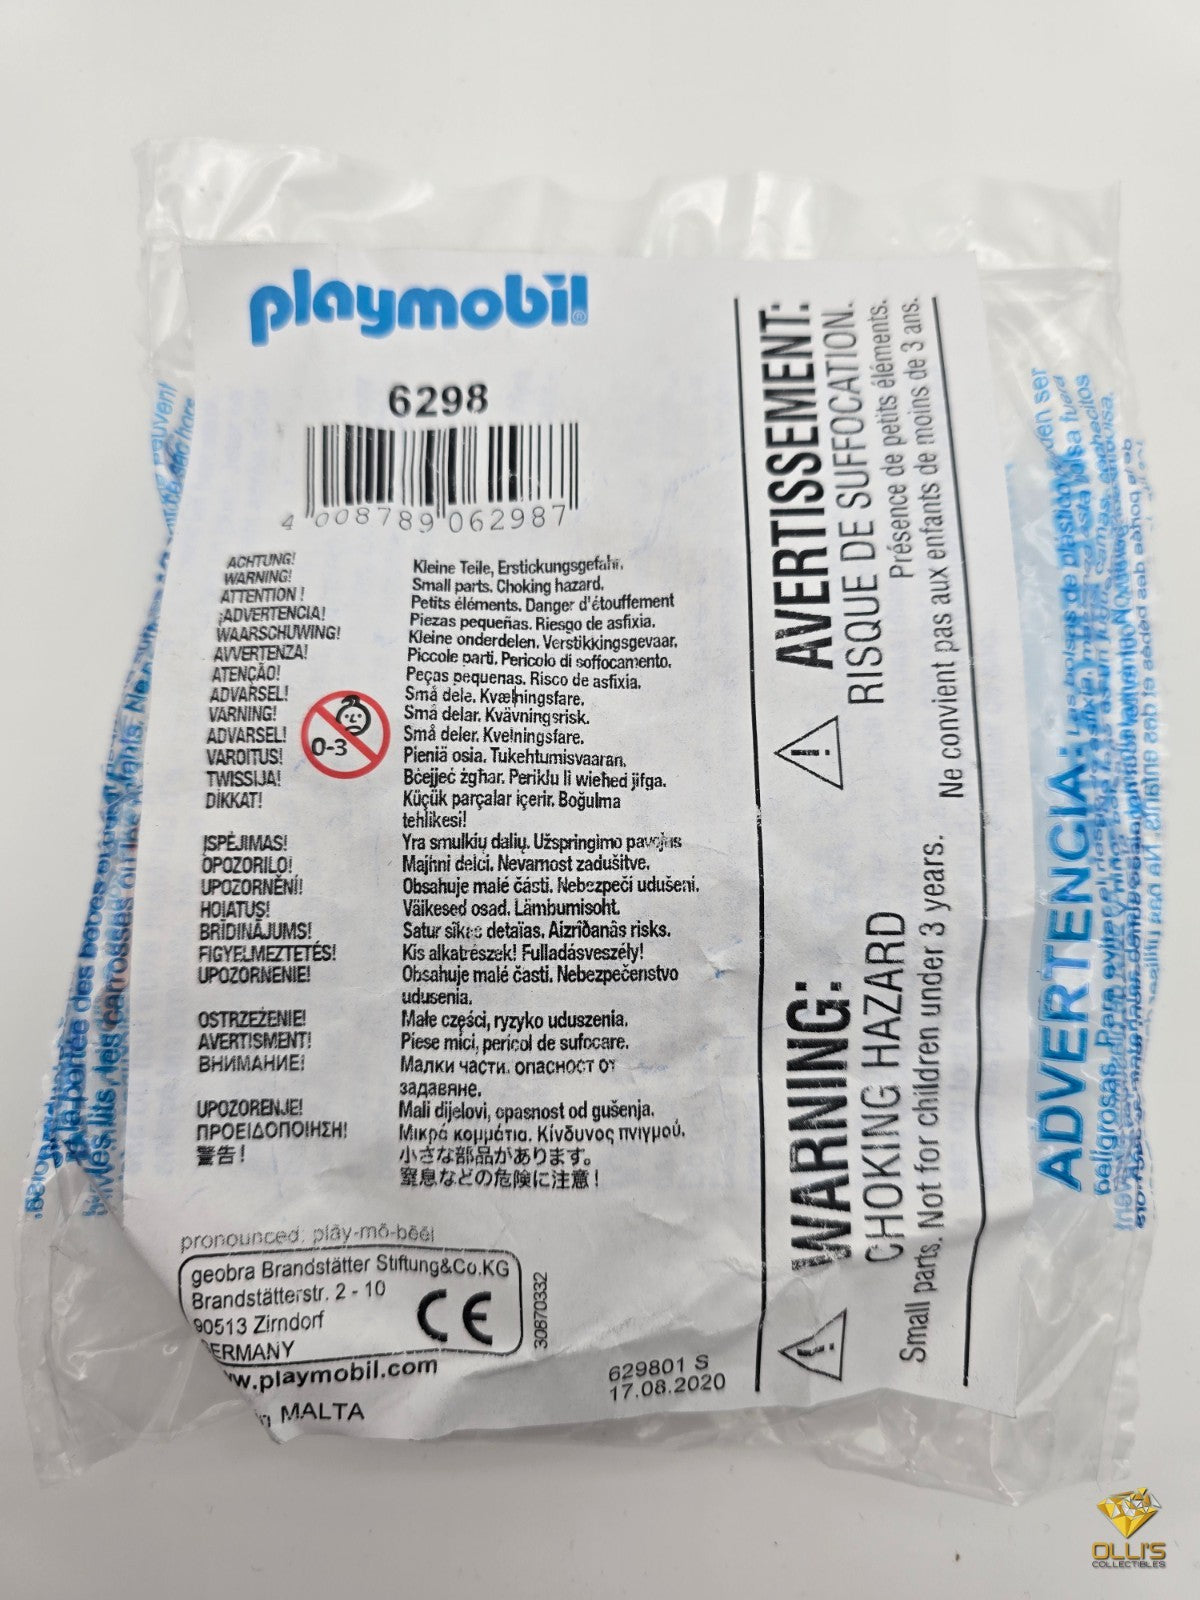 playmobil®
6298
4 008789 062987
ACHTUNG! Kleine Teile, Erstickungsgefahr.
WARNING! Small parts. Choking hazard.
ATTENTION ! Petits éléments. Danger d'étouffement
¡ADVERTENCIA! Piezas pequeñas. Riesgo de asfixia.
WAARSCHUWING! Kleine onderdelen. Verstikkingsgevaar.
AVVERTENZA! Piccole parti. Pericolo di soffocamento.
ATENÇÃO! Peças pequenas. Risco de asfixia.
ADVARSEL! Små dele. Kvælningsfare.
VARNING! Små delar. Kvävningsrisk.
ADVARSEL! Små deler. Kvelningsfare.
VAROITUS! Pieniä osia. Tukehtumisvaaran.
TWISSIJA! Bċejjeċ żgħar. Periklu li wieħed jifga.
DİKKAT! Küçük parçalar içerir. Boğulma
tehlikesi!
ĮSPĖJIMAS! Yra smulkių dalių. Užspringimo pavojus
OPOZORILO! Majhni delci. Nevarnost zadušitve.
UPOZORNĚNÍ! Obsahuje malé části. Nebezpečí udušení.
HOIATUS! Väikesed osad. Lämbumisoht.
BRĪDINĀJUMS! Satur sīkas detaļas. Aizrīšanās risks.
FIGYELMEZTETÉS! Kis alkatrészek! Fulladásveszély!
UPOZORNENIE! Obsahuje malé časti. Nebezpečenstvo
udusenia.
OSTRZEŻENIE! Małe części, ryzyko uduszenia.
AVERTISMENT! Piese mici, pericol de sufocare.
ВНИМАНИЕ! Малки части. опасност от
задавяне.
UPOZORENJE! Mali dijelovi, opasnost od gušenja.
ΠΡΟΕΙΔΟΠΟΙΗΣΗ! Μικρά κομμάτια. Κίνδυνος πνιγμού.
警告! 小さな部品があります。
窒息などの危険に注意!
0-3
pronounced: plāy-mō-bēēl
geobra Brandstätter Stiftung&Co.KG
Brandstätterstr. 2 - 10
90513 Zirndorf
GERMANY
CE
30870332
www.playmobil.com
in MALTA
629801 S
17.08.2020
AVERTISSEMENT:
RISQUE DE SUFFOCATION.
Présence de petits éléments.
Ne convient pas aux enfants de moins de 3 ans.
WARNING:
CHOKING HAZARD
Small parts. Not for children under 3 years.
ADVERTENCIA:
peligrosas. Para evitar